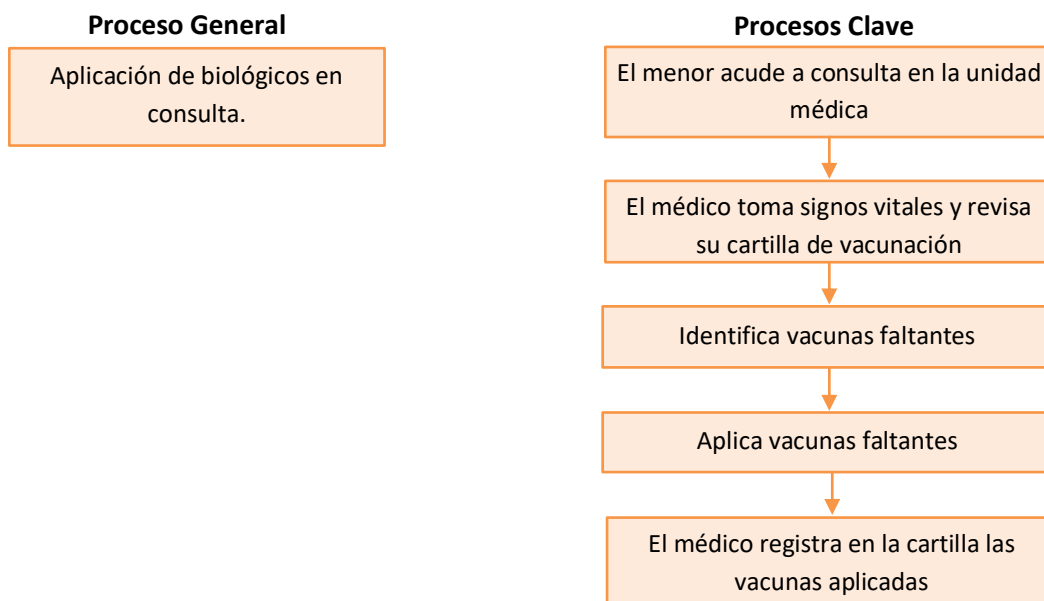 Proceso General
Aplicación de biológicos en
consulta.
Procesos Clave
El menor acude a consulta en la unidad
médica
El médico toma signos vitales y revisa
su cartilla de vacunación
Identifica vacunas faltantes
Aplica vacunas faltantes
El médico registra en la cartilla las
vacunas aplicadas